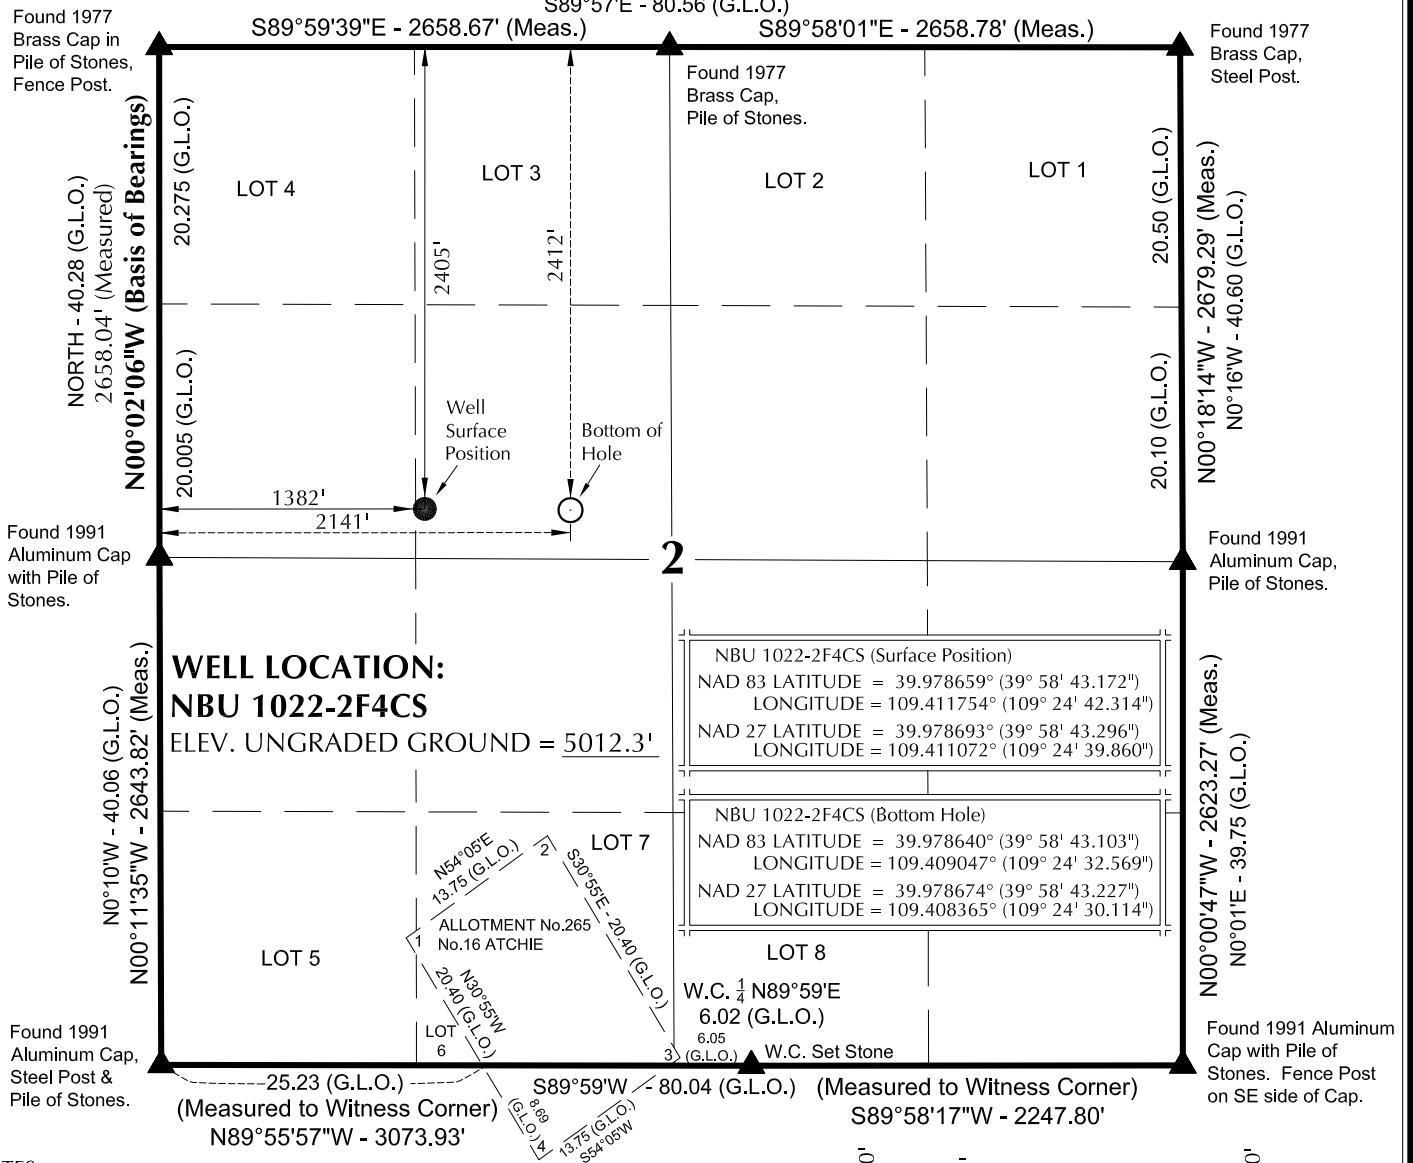 S89°57'E - 80.56 (G.L.O.)
S89°59'39"E - 2658.67' (Meas.)
S89°58'01"E - 2658.78' (Meas.)
Found 1977
Brass Cap in
Pile of Stones,
Fence Post.
Found 1977
Brass Cap,
Pile of Stones.
Found 1977
Brass Cap,
Steel Post.
NORTH - 40.28 (G.L.O.)
2658.04' (Measured)
N00°02'06"W (Basis of Bearings)
20.275 (G.L.O.)
20.005 (G.L.O.)
LOT 4
LOT 3
LOT 2
LOT 1
2405'
2412'
20.50 (G.L.O.)
20.10 (G.L.O.)
N00°18'14"W - 2679.29' (Meas.)
N0°16'W - 40.60 (G.L.O.)
Well
Surface
Position
Bottom of
Hole
1382'
2141'
2
Found 1991
Aluminum Cap
with Pile of
Stones.
Found 1991
Aluminum Cap,
Pile of Stones.
WELL LOCATION:
NBU 1022-2F4CS
ELEV. UNGRADED GROUND = 5012.3'
NBU 1022-2F4CS (Surface Position)
NAD 83 LATITUDE = 39.978659° (39° 58' 43.172")
LONGITUDE = 109.411754° (109° 24' 42.314")
NAD 27 LATITUDE = 39.978693° (39° 58' 43.296")
LONGITUDE = 109.411072° (109° 24' 39.860")
NBU 1022-2F4CS (Bottom Hole)
NAD 83 LATITUDE = 39.978640° (39° 58' 43.103")
LONGITUDE = 109.409047° (109° 24' 32.569")
NAD 27 LATITUDE = 39.978674° (39° 58' 43.227")
LONGITUDE = 109.408365° (109° 24' 30.114")
N0°10'W - 40.06 (G.L.O.)
N00°11'35"W - 2643.82' (Meas.)
N00°00'47"W - 2623.27' (Meas.)
N0°01'E - 39.75 (G.L.O.)
LOT 7
N54°05'E
13.75 (G.L.O.)
2
S30°55'E - 20.40 (G.L.O.)
ALLOTMENT No.265
No.16 ATCHIE
1
LOT 5
N30°55'W
20.40 (G.L.O.)
LOT
6
LOT 8
W.C. 1/4 N89°59'E
6.02 (G.L.O.)
6.05
(G.L.O.)
3
W.C. Set Stone
Found 1991
Aluminum Cap,
Steel Post &
Pile of Stones.
Found 1991 Aluminum
Cap with Pile of
Stones. Fence Post
on SE side of Cap.
25.23 (G.L.O.)
S89°59'W - 80.04 (G.L.O.)
(Measured to Witness Corner)
N89°55'57"W - 3073.93'
(Measured to Witness Corner)
S89°58'17"W - 2247.80'
8.69
(G.L.O.)
4
13.75 (G.L.O.)
S54°05'W